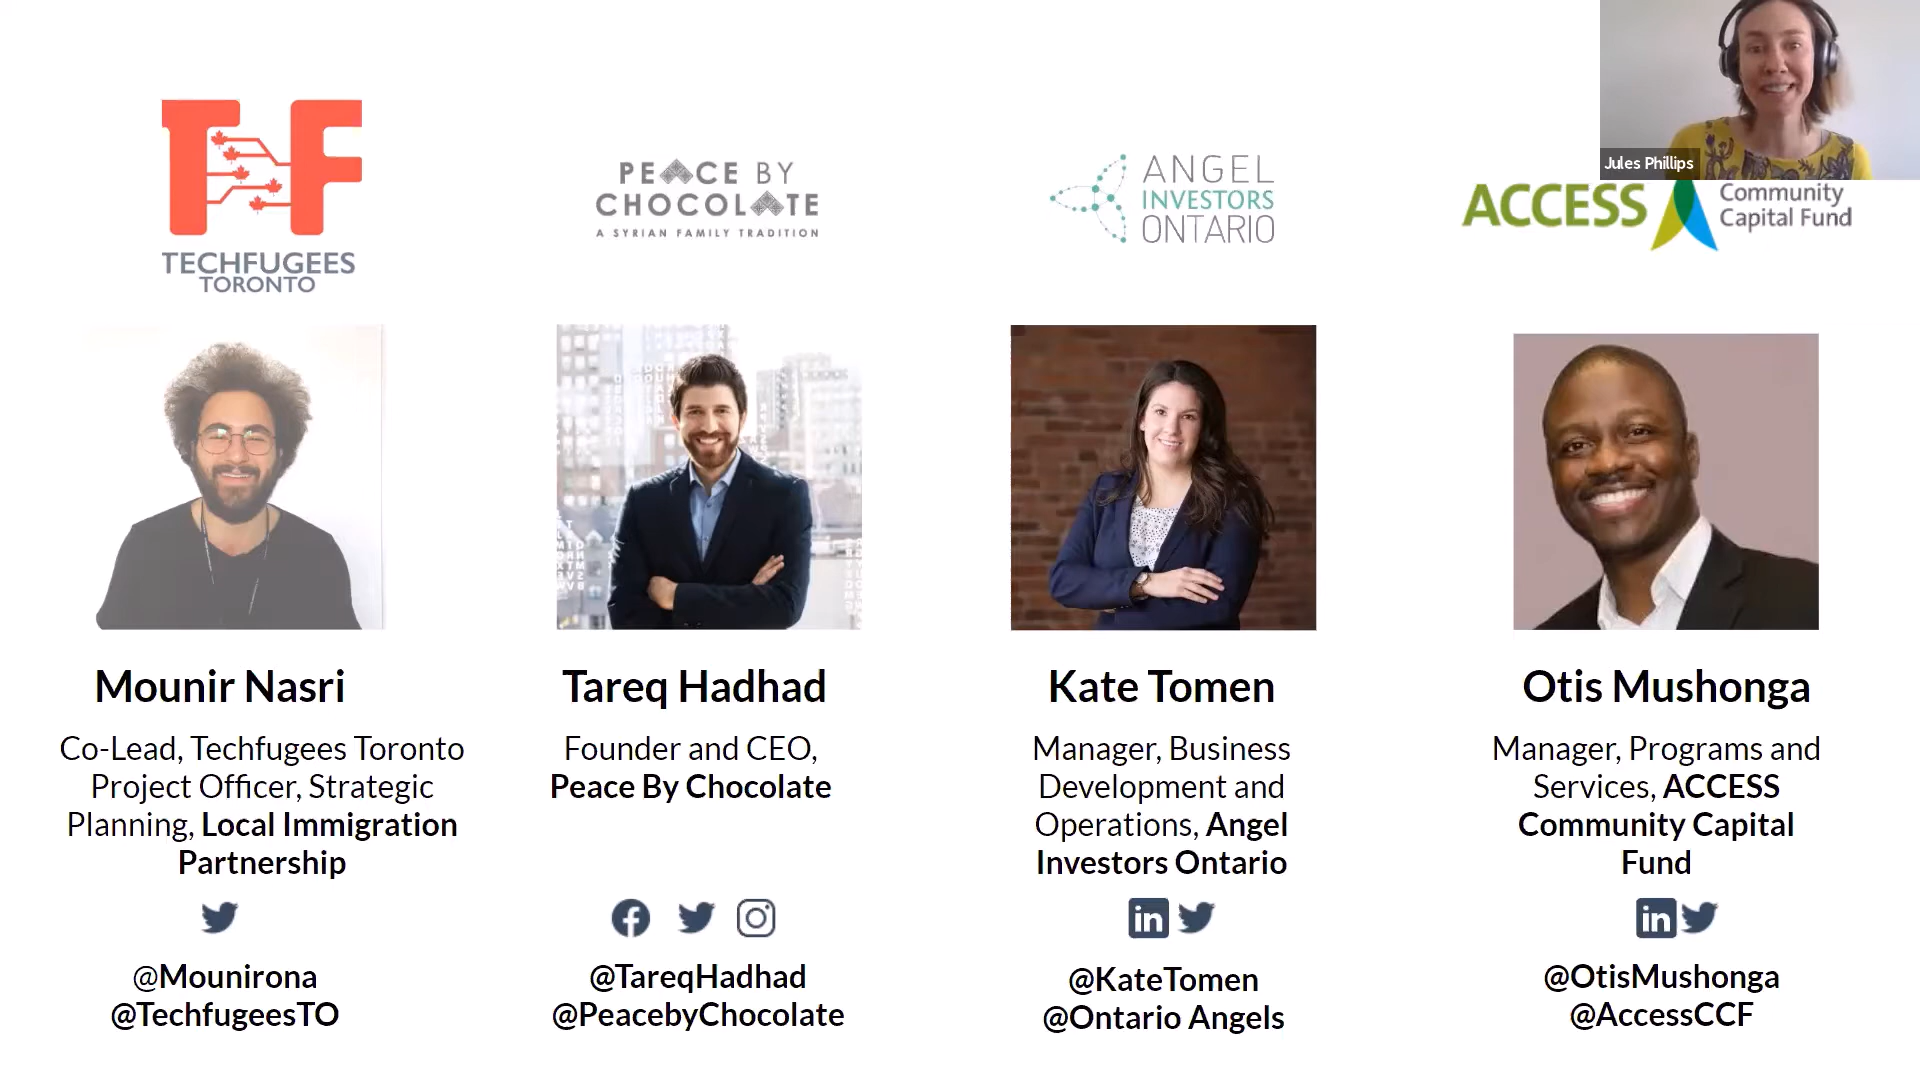 Jules Phillips
TECHFUGEES
TORONTO
PEACE BY
CHOCOLATE
A SYRIAN FAMILY TRADITION
ANGEL
INVESTORS
ONTARIO
ACCESS
Community
Capital Fund
Mounir Nasri
Co-Lead, Techfugees Toronto
Project Officer, Strategic
Planning, Local Immigration
Partnership
@Mounirona
@TechfugeesTO
Tareq Hadhad
Founder and CEO,
Peace By Chocolate
@TareqHadhad
@PeacebyChocolate
Kate Tomen
Manager, Business
Development and
Operations, Angel
Investors Ontario
in
@KateTomen
@Ontario Angels
Otis Mushonga
Manager, Programs and
Services, ACCESS
Community Capital
Fund
in
@OtisMushonga
@AccessCCF